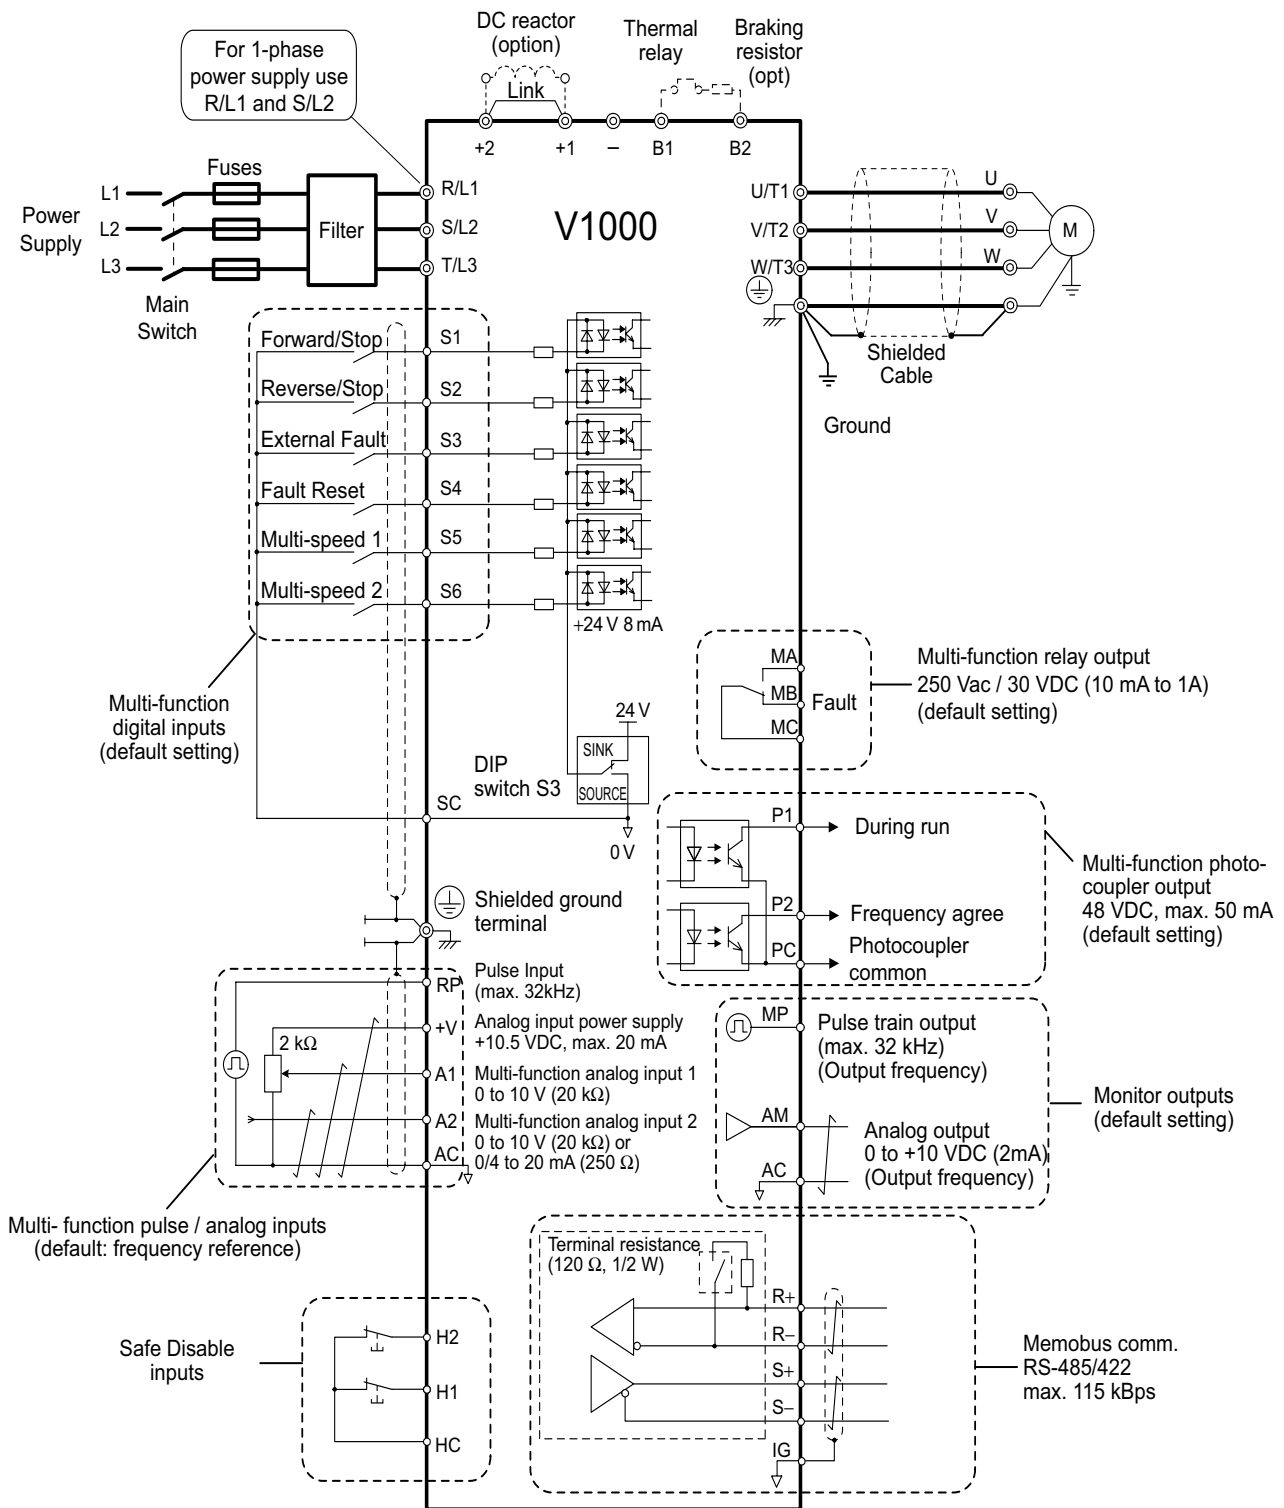 DC reactor
(option)
Link
Thermal
relay
Braking
resistor
(opt)
For 1-phase
power supply use
R/L1 and S/L2
+2
+1
–
B1
B2
Fuses
Power
Supply
L1
L2
L3
Filter
R/L1
S/L2
T/L3
Main
Switch
V1000
U/T1
V/T2
W/T3
U
V
W
M
Shielded
Cable
Ground
Forward/Stop
S1
Reverse/Stop
S2
External Fault
S3
Fault Reset
S4
Multi-speed 1
S5
Multi-speed 2
S6
+24 V 8 mA
Multi-function
digital inputs
(default setting)
24 V
SINK
SOURCE
DIP
switch S3
SC
0 V
MA
MB
MC
Fault
Multi-function relay output
250 Vac / 30 VDC (10 mA to 1A)
(default setting)
P1
During run
P2
Frequency agree
PC
Photocoupler
common
Multi-function photo-
coupler output
48 VDC, max. 50 mA
(default setting)
Shielded ground
terminal
RP
Pulse Input
(max. 32kHz)
+V
Analog input power supply
+10.5 VDC, max. 20 mA
2 kΩ
A1
Multi-function analog input 1
0 to 10 V (20 kΩ)
A2
Multi-function analog input 2
0 to 10 V (20 kΩ) or
0/4 to 20 mA (250 Ω)
AC
Multi- function pulse / analog inputs
(default: frequency reference)
MP
Pulse train output
(max. 32 kHz)
(Output frequency)
AM
Analog output
0 to +10 VDC (2mA)
(Output frequency)
AC
Monitor outputs
(default setting)
Terminal resistance
(120 Ω, 1/2 W)
R+
R–
S+
S–
IG
Memobus comm.
RS-485/422
max. 115 kBps
Safe Disable
inputs
H2
H1
HC